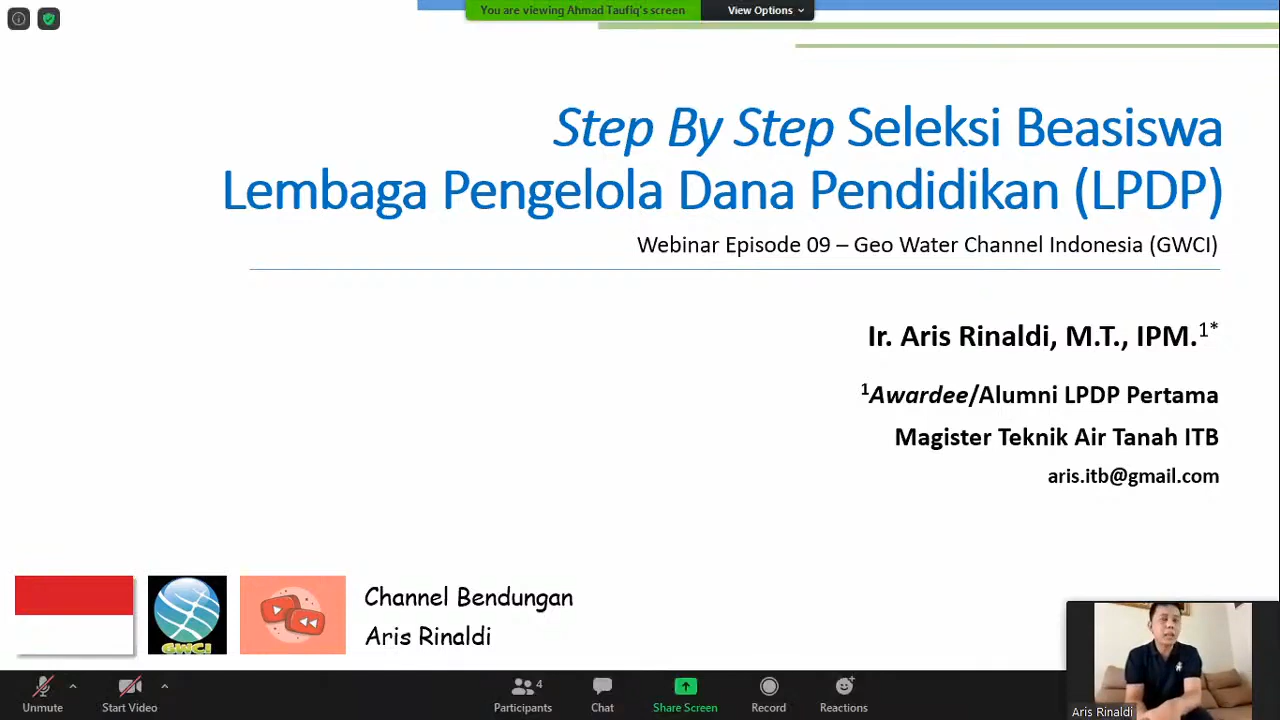 You are viewing Ahmad Taufiq's screen
View Options
Step By Step Seleksi Beasiswa
Lembaga Pengelola Dana Pendidikan (LPDP)
Webinar Episode 09 – Geo Water Channel Indonesia (GWCI)
Ir. Aris Rinaldi, M.T., IPM.1*
1Awardee/Alumni LPDP Pertama
Magister Teknik Air Tanah ITB
aris.itb@gmail.com
GWCI
Channel Bendungan
Aris Rinaldi
Unmute
Start Video
4
Participants
Chat
Share Screen
Record
Reactions
Aris Rinaldi